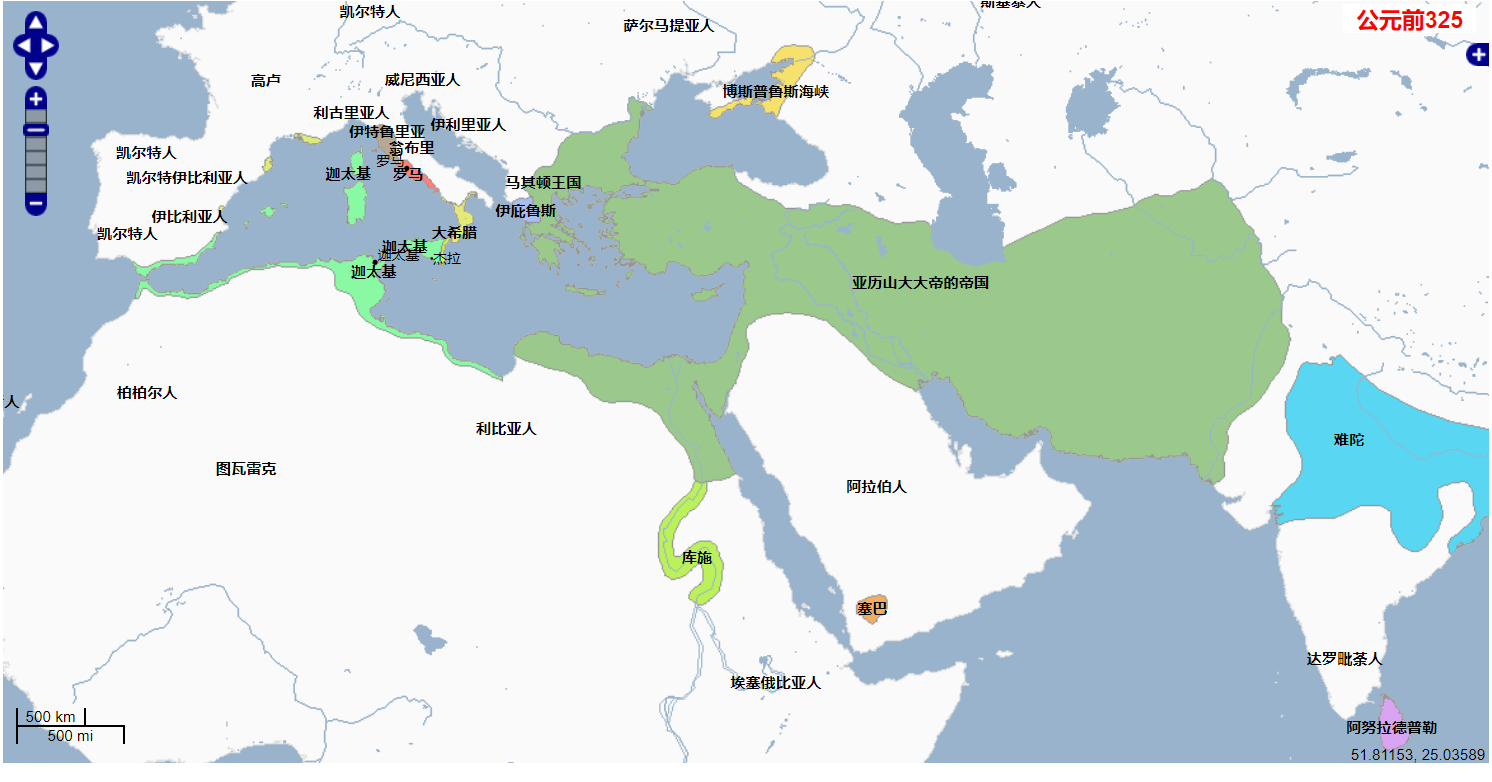 斯基泰人
凯尔特人
公元前325
萨尔马提亚人
高卢
威尼西亚人
博斯普鲁斯海峡
利古里亚人
伊特鲁里亚
伊利里亚人
翁布里
凯尔特人
罗马
迦太基
罗马
凯尔特伊比利亚人
马其顿王国
伊庇鲁斯
伊比利亚人
凯尔特人
大希腊
迦太基
迦太基
杰拉
迦太基
亚历山大大帝的帝国
柏柏尔人
人
利比亚人
难陀
图瓦雷克
阿拉伯人
库施
塞巴
达罗毗荼人
埃塞俄比亚人
500 km
500 mi
阿努拉德普勒
51.81153, 25.03589